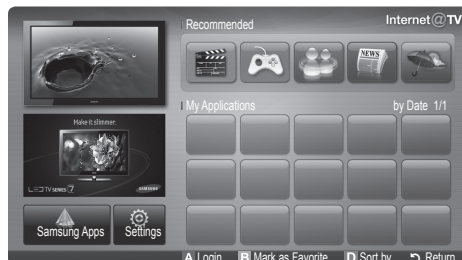 Internet@TV
Recommended
NEWS
My Applications by Date 1/1
Make it slimmer.
LED TV SERIES 7 SAMSUNG
Samsung Apps Settings
A Login B Mark as Favorite D Sort by Return